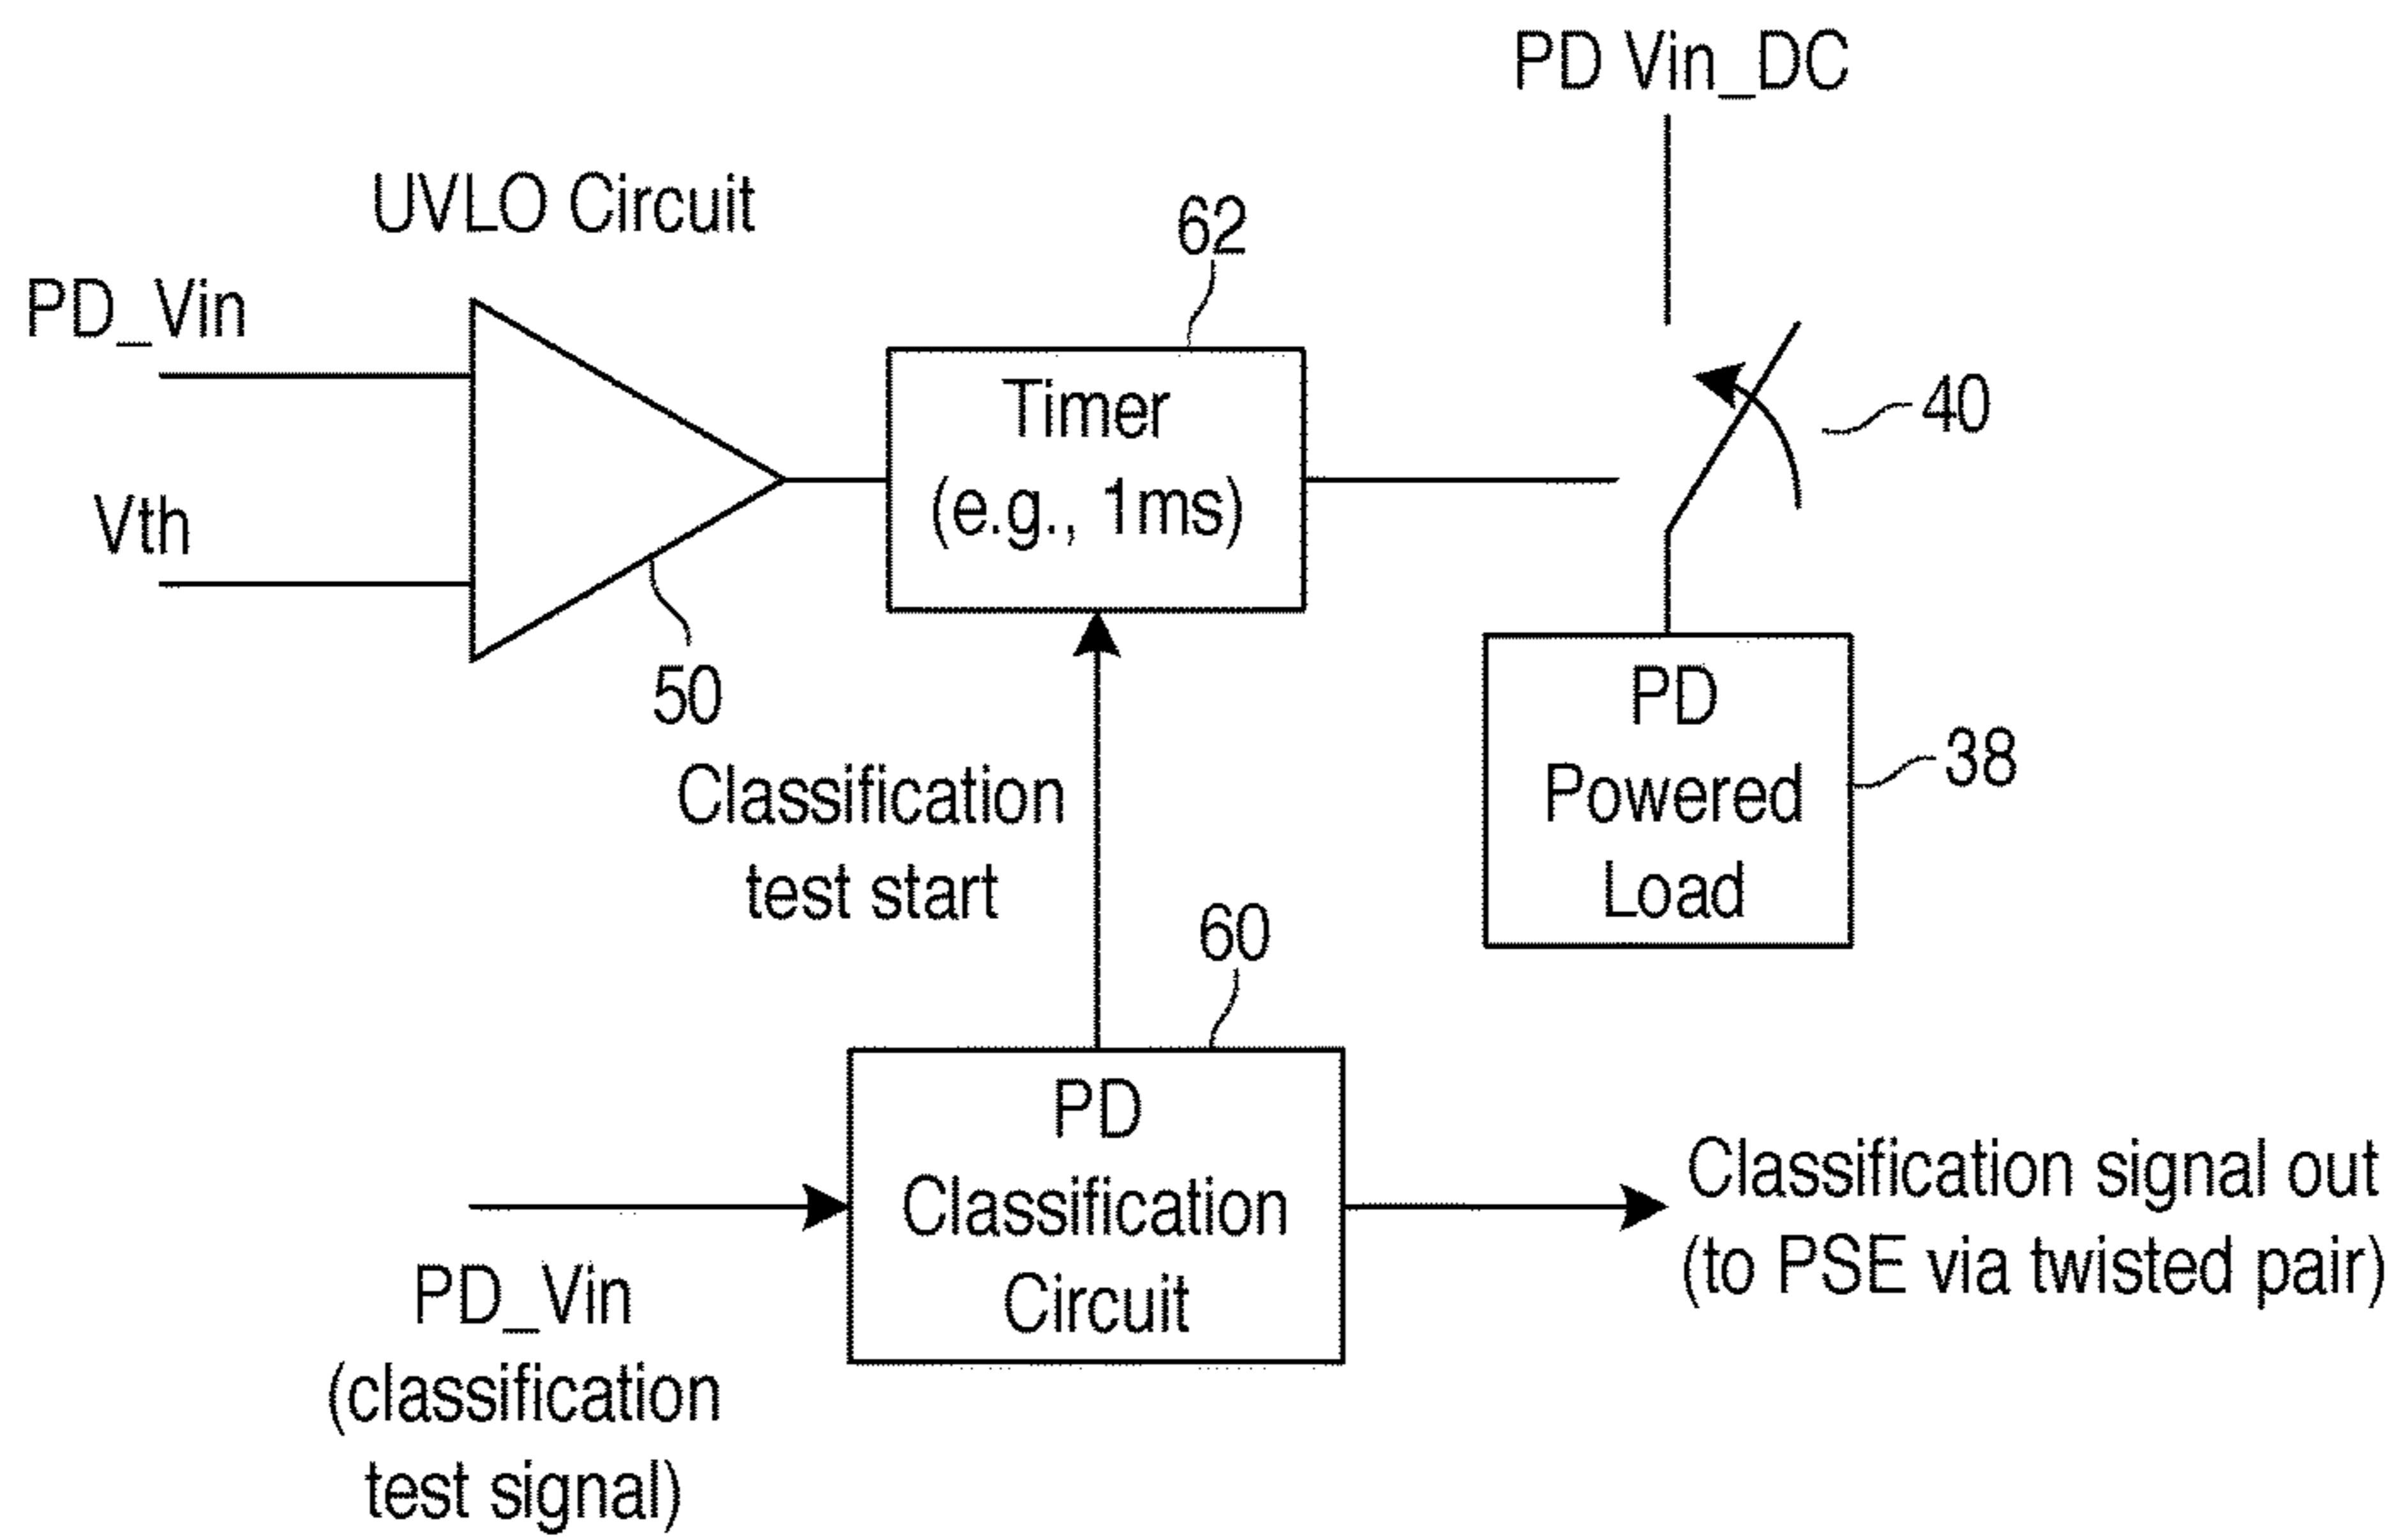 PD Vin_DC
UVLO Circuit
62
PD_Vin
Timer
(e.g., 1ms)
40
Vth
50
PD
Powered
Load
38
Classification
test start
60
PD
Classification
Circuit
Classification signal out
(to PSE via twisted pair)
PD_Vin
(classification
test signal)